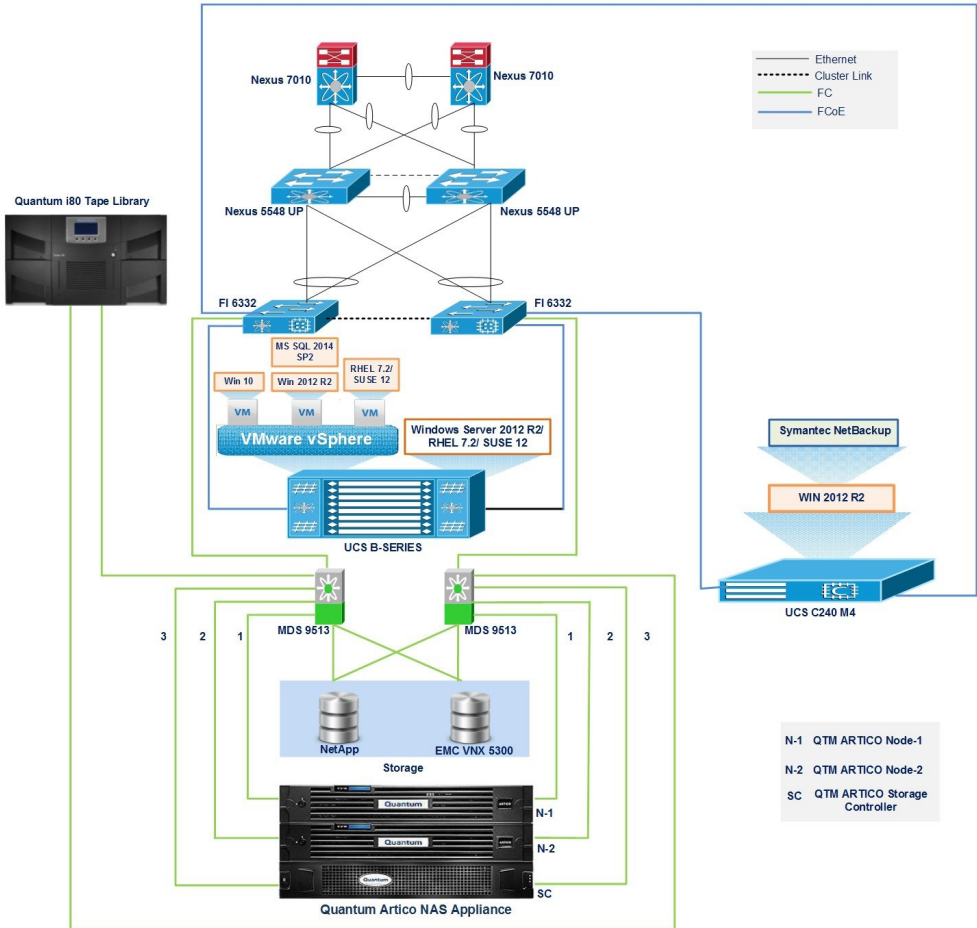 Nexus 7010
Nexus 7010
Ethernet
Cluster Link
FC
FCoE
Nexus 5548 UP
Nexus 5548 UP
Quantum i80 Tape Library
FI 6332
FI 6332
MS SQL 2014
SP2
Win 10
Win 2012 R2
RHEL 7.2/
SUSE 12
VM
VM
VM
VMware vSphere
Windows Server 2012 R2/
RHEL 7.2/ SUSE 12
UCS B-SERIES
Symantec NetBackup
WIN 2012 R2
UCS C240 M4
MDS 9513
MDS 9513
3
2
1
1
2
3
NetApp
EMC VNX 5300
Storage
Quantum
N-1
Quantum
N-2
Quantum
SC
Quantum Artico NAS Appliance
N-1 QTM ARTICO Node-1
N-2 QTM ARTICO Node-2
SC QTM ARTICO Storage
Controller